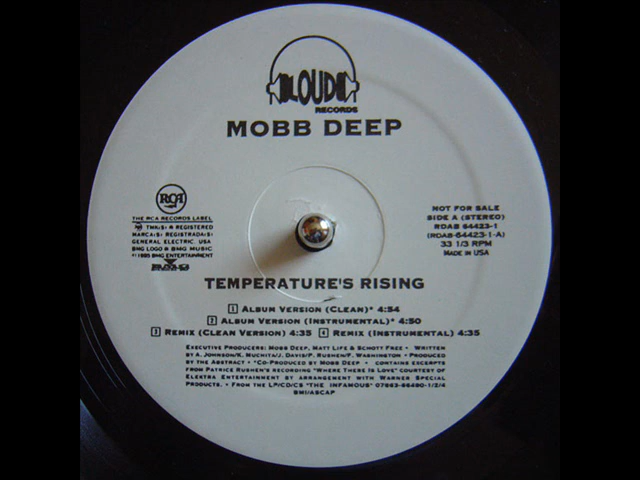 LOUD
RECORDS
MOBB DEEP
RCA
THE RCA RECORDS LABEL
TMK(S) ® REGISTERED
MARCA(S) REGISTRADA(S)
GENERAL ELECTRIC, USA
BMG LOGO ® BMG MUSIC
©1995 BMG ENTERTAINMENT
BMG
NOT FOR SALE
SIDE A (STEREO)
RDAB 64423-1
(RDAB-64423-1-A)
33 1/3 RPM
MADE IN USA
TEMPERATURE'S RISING
1 ALBUM VERSION (CLEAN)* 4:54
2 ALBUM VERSION (INSTRUMENTAL)* 4:50
3 REMIX (CLEAN VERSION) 4:35 4 REMIX (INSTRUMENTAL) 4:35
EXECUTIVE PRODUCERS: MOBB DEEP, MATT LIFE & SCHOTT FREE • WRITTEN
BY A. JOHNSON/K. MUCHITA/J. DAVIS/P. RUSHEN/F. WASHINGTON • PRODUCED
BY THE ABSTRACT • *CO-PRODUCED BY MOBB DEEP • CONTAINS EXCERPTS
FROM PATRICE RUSHEN'S RECORDING "WHERE THERE IS LOVE" COURTESY OF
ELEKTRA ENTERTAINMENT BY ARRANGEMENT WITH WARNER SPECIAL
PRODUCTS. • FROM THE LP/CD/CS "THE INFAMOUS" 07863-66480-1/2/4
BMI/ASCAP